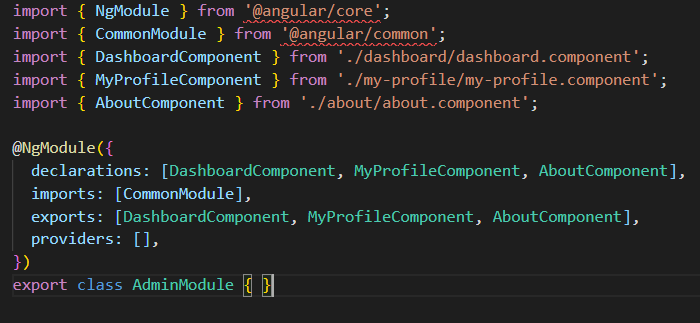 import { NgModule } from '@angular/core';
import { CommonModule } from '@angular/common';
import { DashboardComponent } from './dashboard/dashboard.component';
import { MyProfileComponent } from './my-profile/my-profile.component';
import { AboutComponent } from './about/about.component';

@NgModule({
  declarations: [DashboardComponent, MyProfileComponent, AboutComponent],
  imports: [CommonModule],
  exports: [DashboardComponent, MyProfileComponent, AboutComponent],
  providers: [],
})
export class AdminModule { }